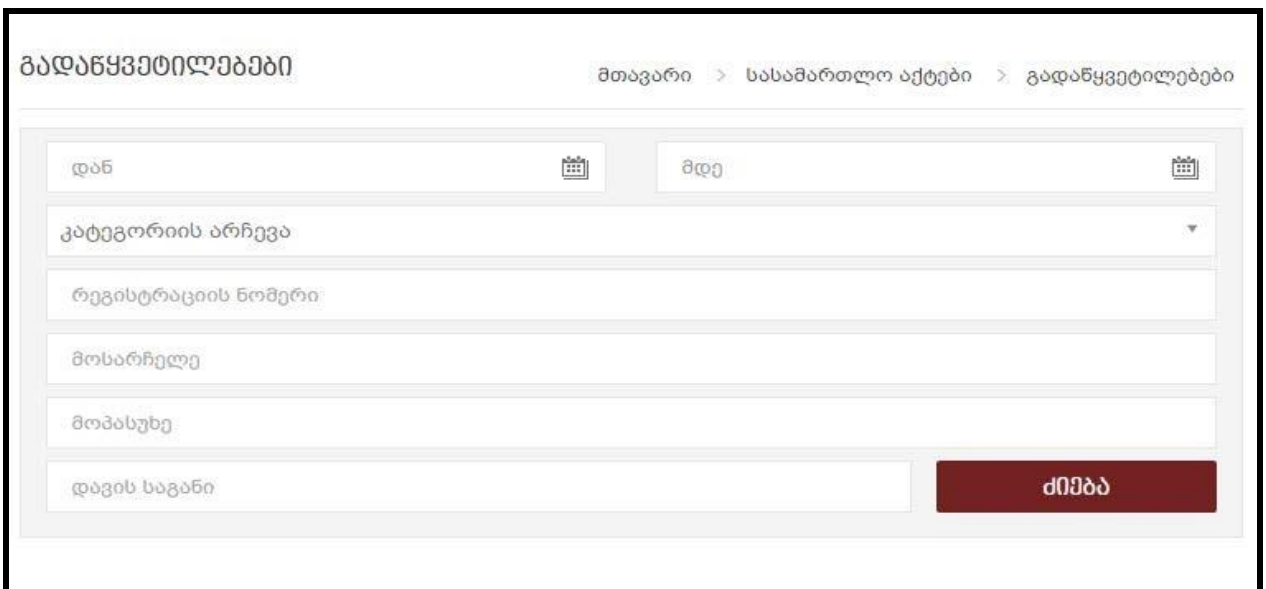 გადაწყვეტილებები
მთავარი > სასამართლო აქტები > გადაწყვეტილებები
დან
მდე
კატეგორიის არჩევა
რეგისტრაციის ნომერი
მოსარჩელე
მოპასუხე
დავის საგანი
ძიება